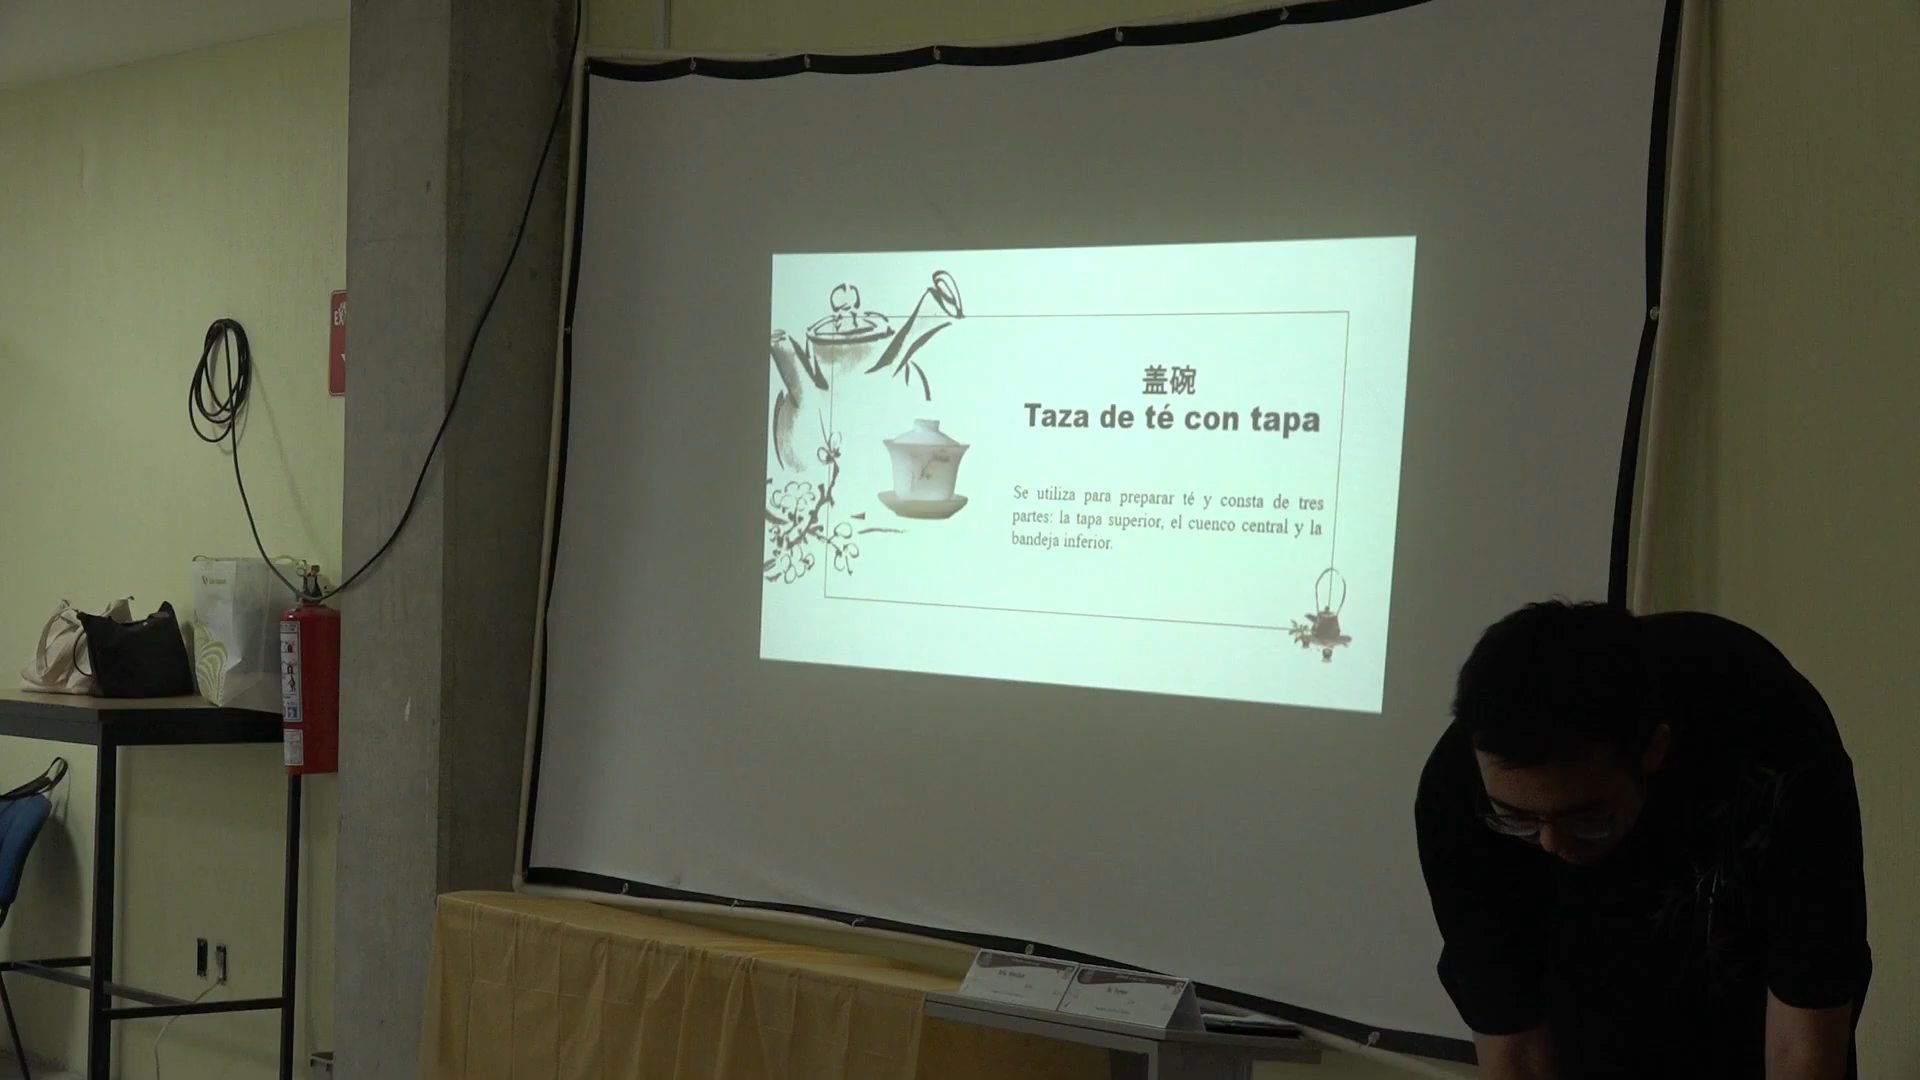 盖碗
Taza de té con tapa
Se utiliza para preparar té y consta de tres
partes: la tapa superior, el cuenco central y la
bandeja inferior.
EX